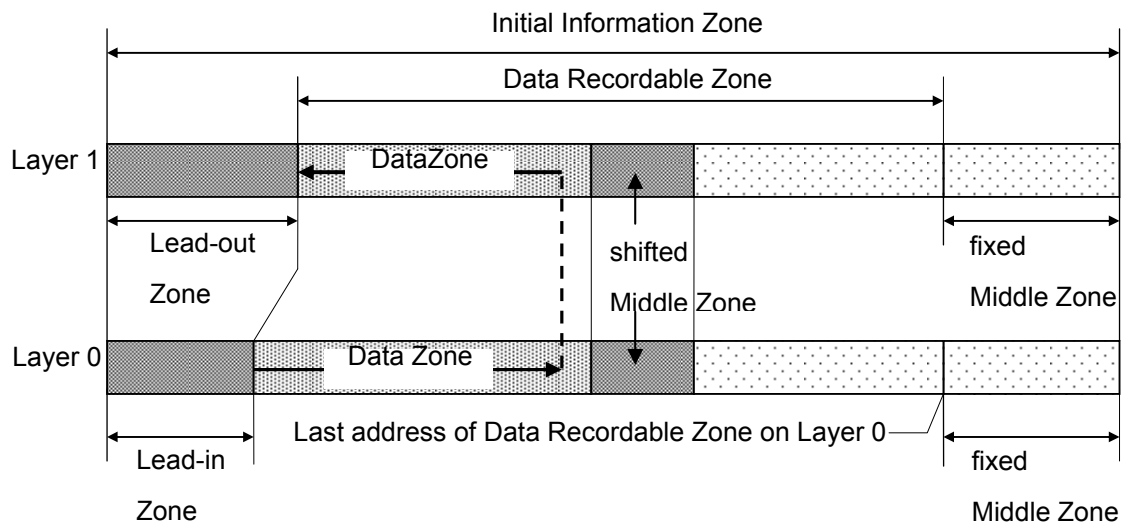 Initial Information Zone
Data Recordable Zone
Layer 1
DataZone
Lead-out
Zone
shifted
Middle Zone
fixed
Middle Zone
Layer 0
Data Zone
Last address of Data Recordable Zone on Layer 0
Lead-in
Zone
fixed
Middle Zone